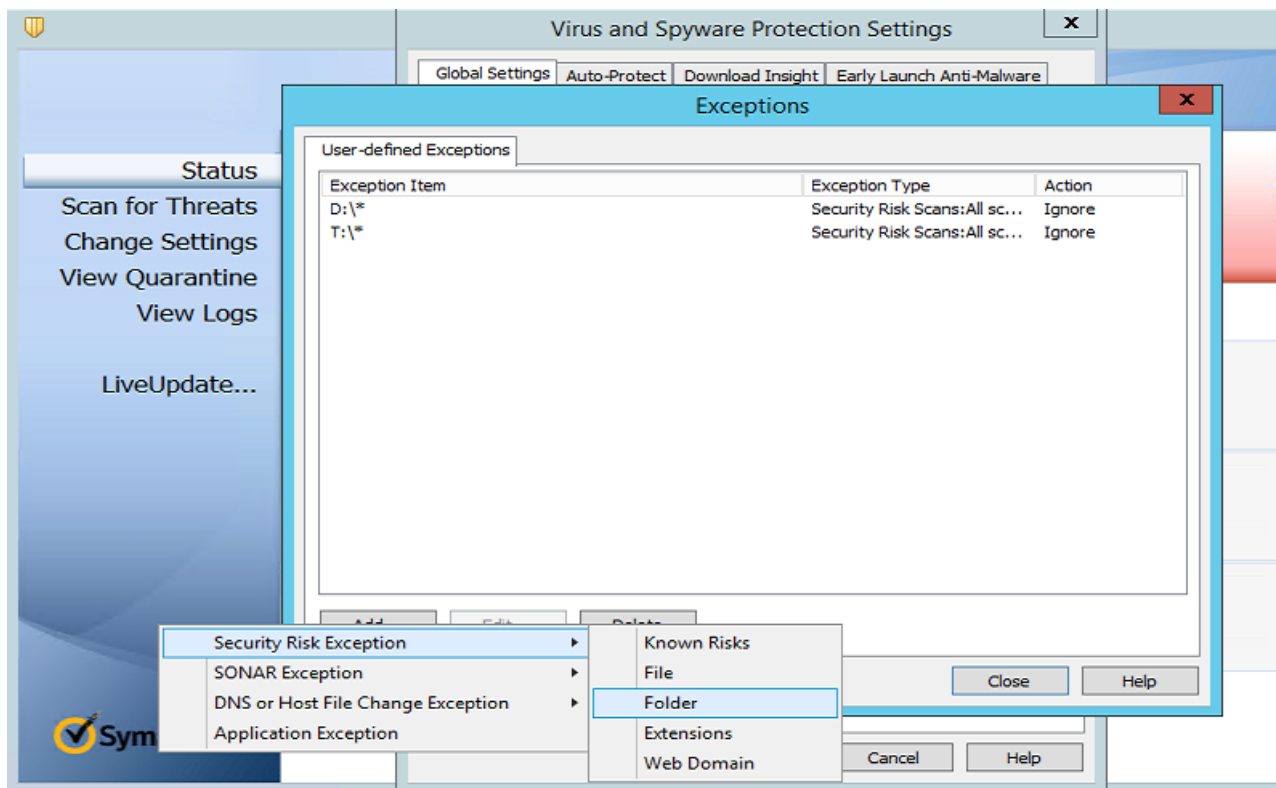 Virus and Spyware Protection Settings
x
Global Settings
Auto-Protect
Download Insight
Early Launch Anti-Malware
Exceptions
x
User-defined Exceptions
Exception Item Exception Type Action
D:\* Security Risk Scans:All sc... Ignore
T:\* Security Risk Scans:All sc... Ignore
Status
Scan for Threats
Change Settings
View Quarantine
View Logs
LiveUpdate...
Security Risk Exception
SONAR Exception
DNS or Host File Change Exception
Application Exception
Known Risks
File
Folder
Extensions
Web Domain
Close
Help
Sym
Cancel
Help